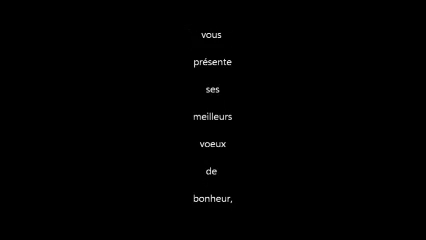 vous
présente
ses
meilleurs
voeux
de
bonheur,